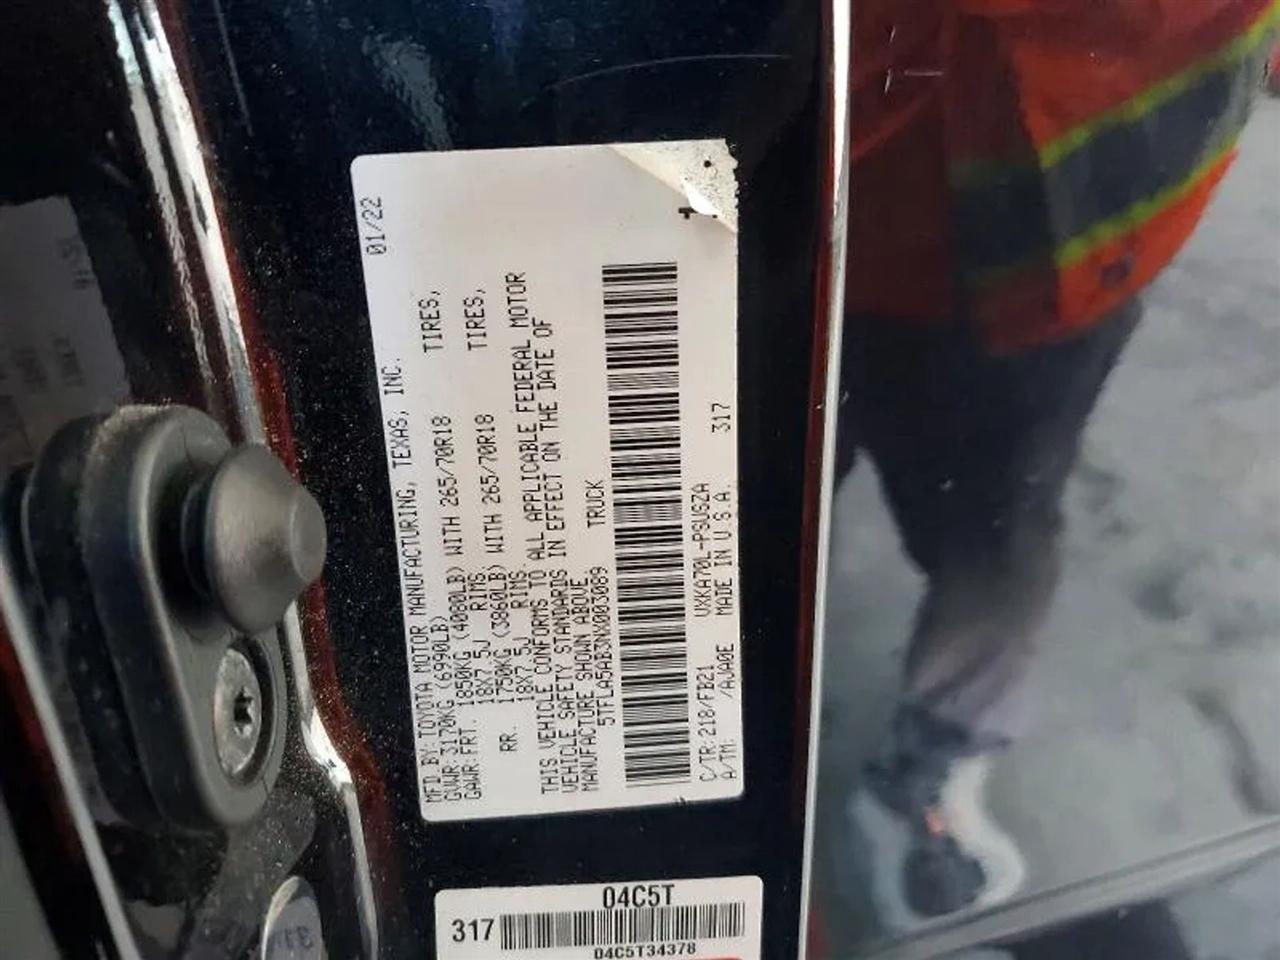 MFD BY: TOYOTA MOTOR MANUFACTURING, TEXAS, INC. 01/22
GVWR: 3170KG (6990LB)
GAWR: FRT. 1850KG (4080LB) WITH 265/70R18 TIRES,
18X7.5J RIMS
RR. 1750KG (3860LB) WITH 265/70R18 TIRES,
18X7.5J RIMS
THIS VEHICLE CONFORMS TO ALL APPLICABLE FEDERAL MOTOR
VEHICLE SAFETY STANDARDS IN EFFECT ON THE DATE OF
MANUFACTURE SHOWN ABOVE
5TFLA5AB3NX003089 TRUCK
C/TR: 218/FB21 VXKA70L-PSUSZA
A/TM: /AJA0E MADE IN U.S.A. 317
04C5T
317
04C5T34378